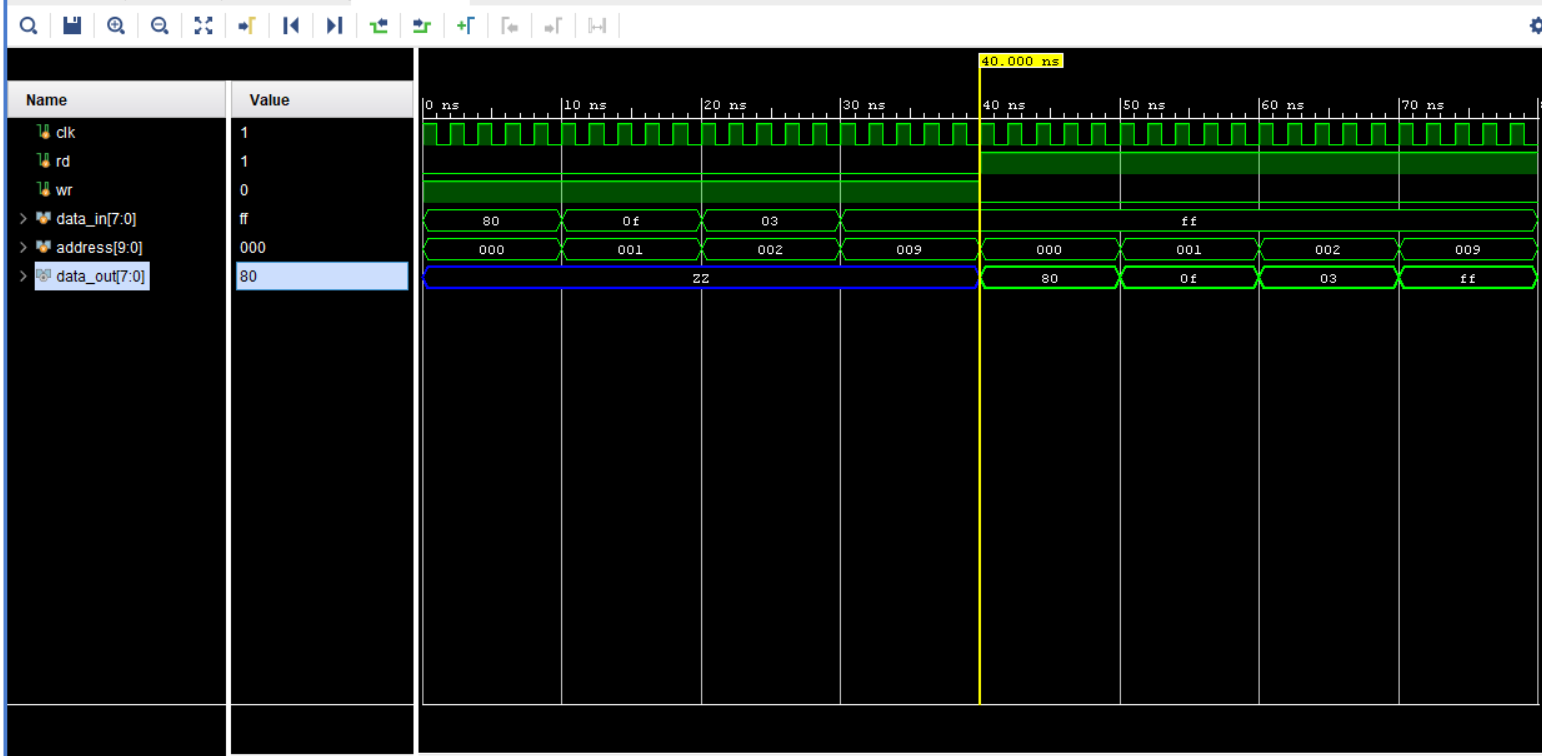 40.000 ns
Name Value
0 ns 10 ns 20 ns 30 ns 40 ns 50 ns 60 ns 70 ns
clk 1
rd 1
wr 0
data_in[7:0] ff 80 0f 03 ff
address[9:0] 000 000 001 002 009 000 001 002 009
data_out[7:0] 80 ZZ 80 0f 03 ff